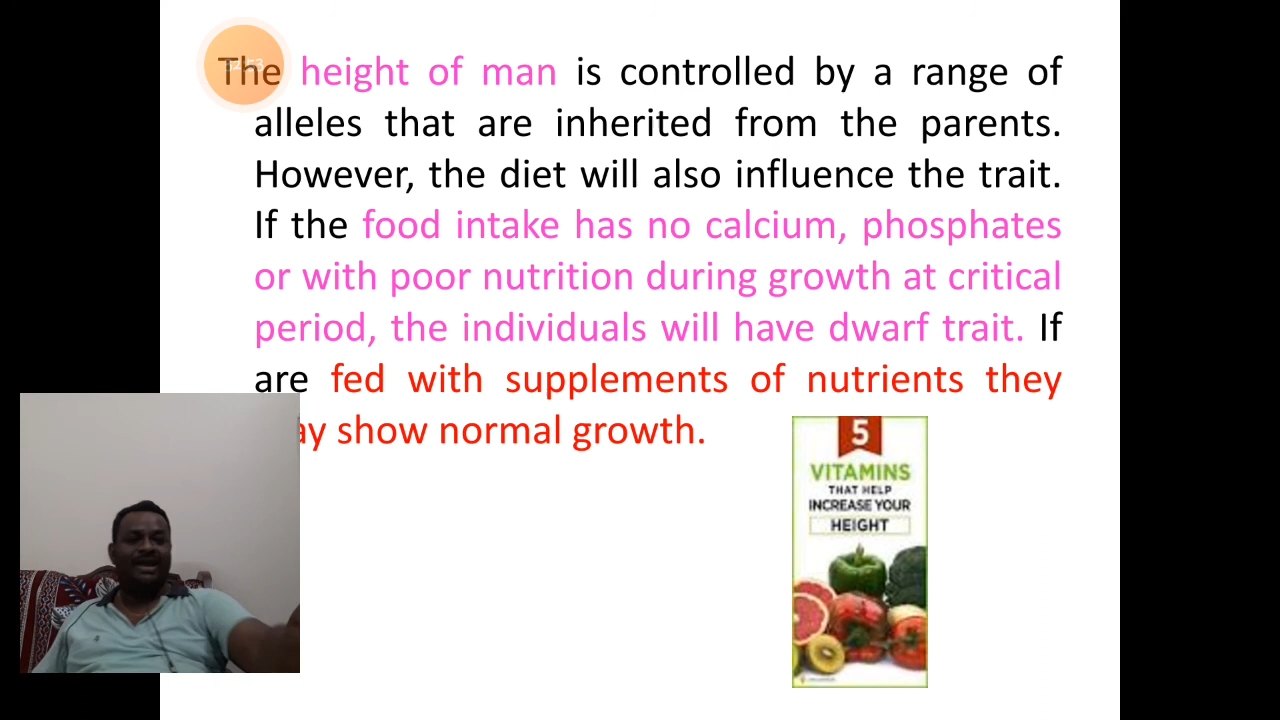 The height of man is controlled by a range of
alleles that are inherited from the parents.
However, the diet will also influence the trait.
If the food intake has no calcium, phosphates
or with poor nutrition during growth at critical
period, the individuals will have dwarf trait. If
are fed with supplements of nutrients they
ay show normal growth.
5
VITAMINS
THAT HELP
INCREASE YOUR
HEIGHT